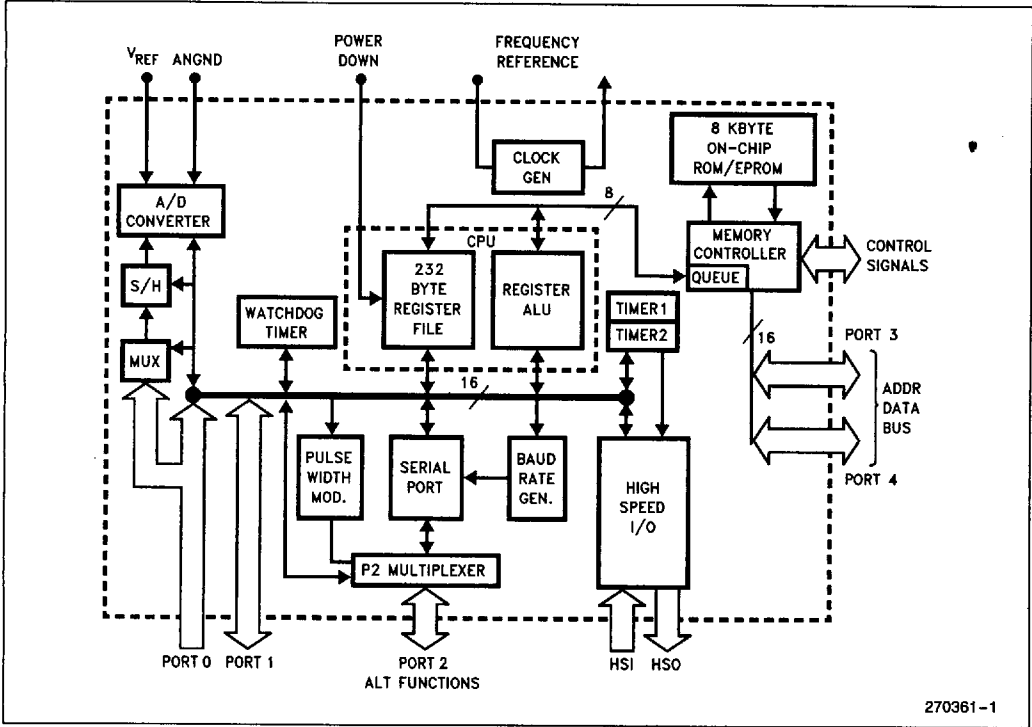 VREF ANGND
POWER
DOWN
FREQUENCY
REFERENCE
8 KBYTE
ON-CHIP
ROM/EPROM
CLOCK
GEN
A/D
CONVERTER
8
CPU
MEMORY
CONTROLLER
QUEUE
CONTROL
SIGNALS
S/H
232
BYTE
REGISTER
FILE
REGISTER
ALU
WATCHDOG
TIMER
TIMER1
TIMER2
MUX
16
16
PORT 3
ADDR
DATA
BUS
PORT 4
PULSE
WIDTH
MOD.
SERIAL
PORT
BAUD
RATE
GEN.
HIGH
SPEED
I/O
P2 MULTIPLEXER
PORT 0 PORT 1
PORT 2
ALT FUNCTIONS
HSI HSO
270361-1